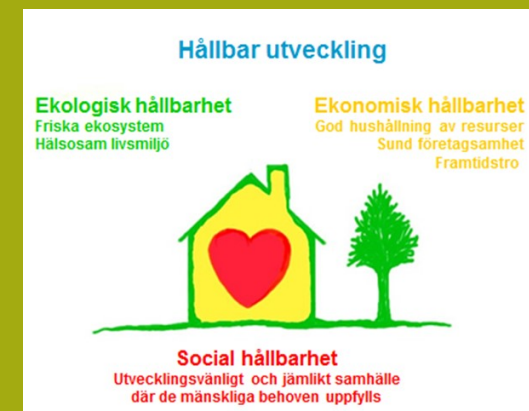 Hållbar utveckling
Ekologisk hållbarhet
Friska ekosystem
Hälsosam livsmiljö
Ekonomisk hållbarhet
God hushållning av resurser
Sund företagsamhet
Framtidstro
Social hållbarhet
Utvecklingsvänligt och jämlikt samhälle
där de mänskliga behoven uppfylls